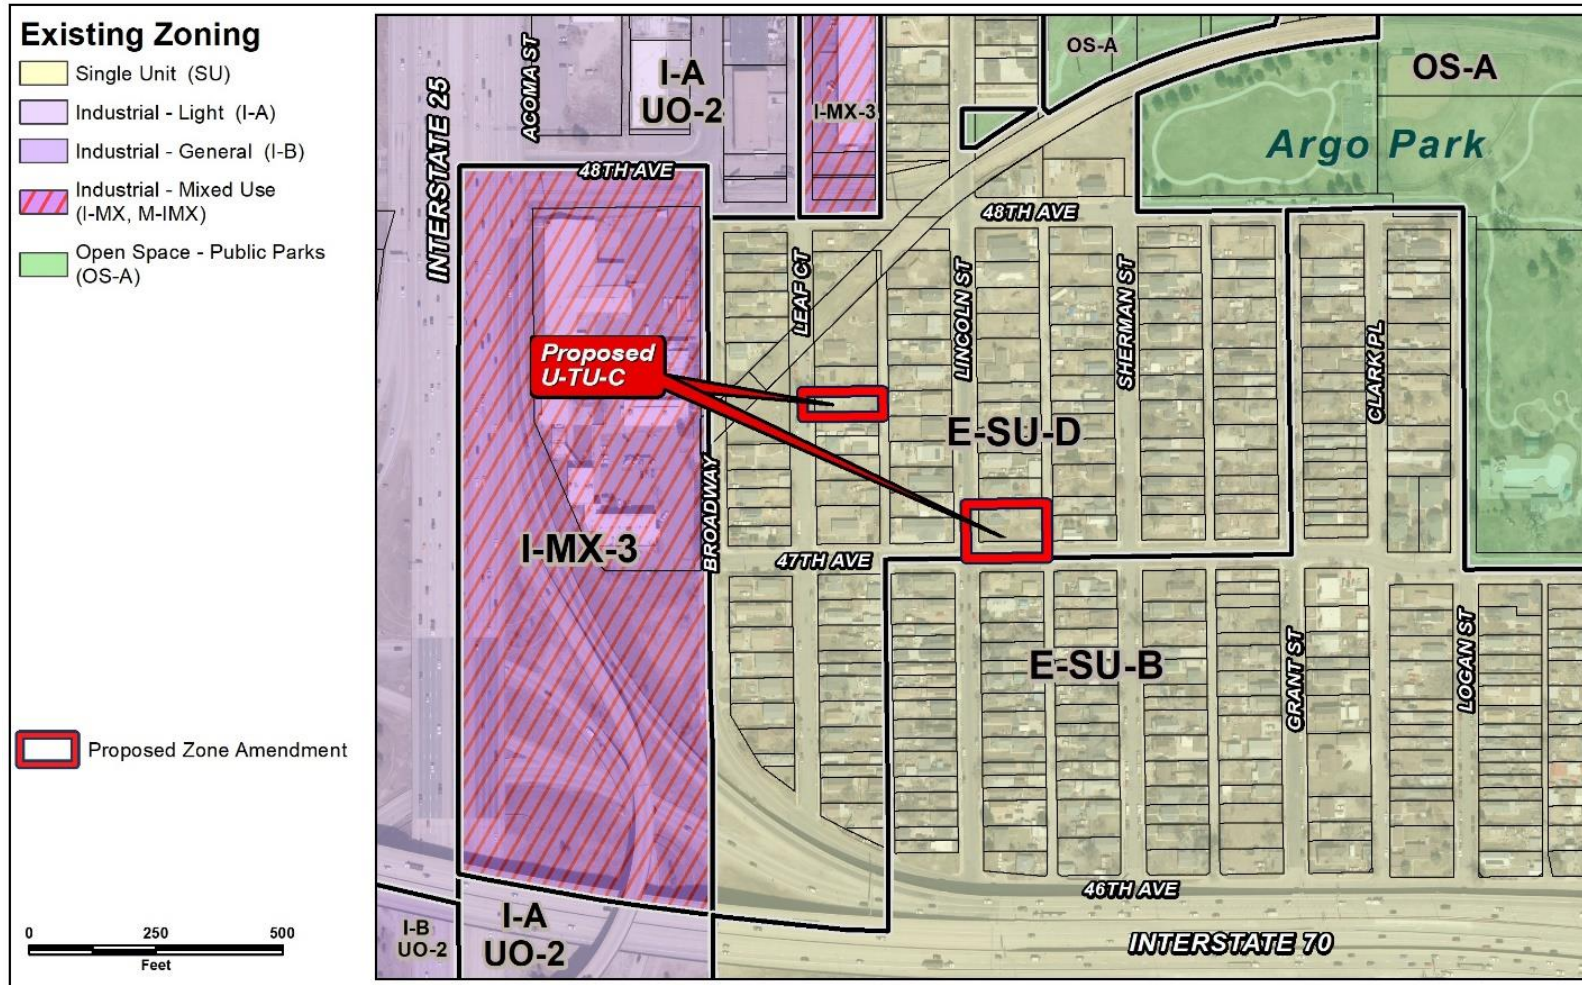 Existing Zoning
Single Unit (SU)
Industrial - Light (I-A)
Industrial - General (I-B)
Industrial - Mixed Use
(I-MX, M-IMX)
Open Space - Public Parks
(OS-A)
Proposed Zone Amendment
0 250 500
Feet
INTERSTATE 25
ACOMA ST
I-A
UO-2
I-MX-3
OS-A
OS-A
Argo Park
48TH AVE
48TH AVE
LEAF CT
LINCOLN ST
SHERMAN ST
CLARK PL
Proposed
U-TU-C
E-SU-D
BROADWAY
I-MX-3
47TH AVE
E-SU-B
GRANT ST
LOGAN ST
46TH AVE
I-B
UO-2
I-A
UO-2
INTERSTATE 70